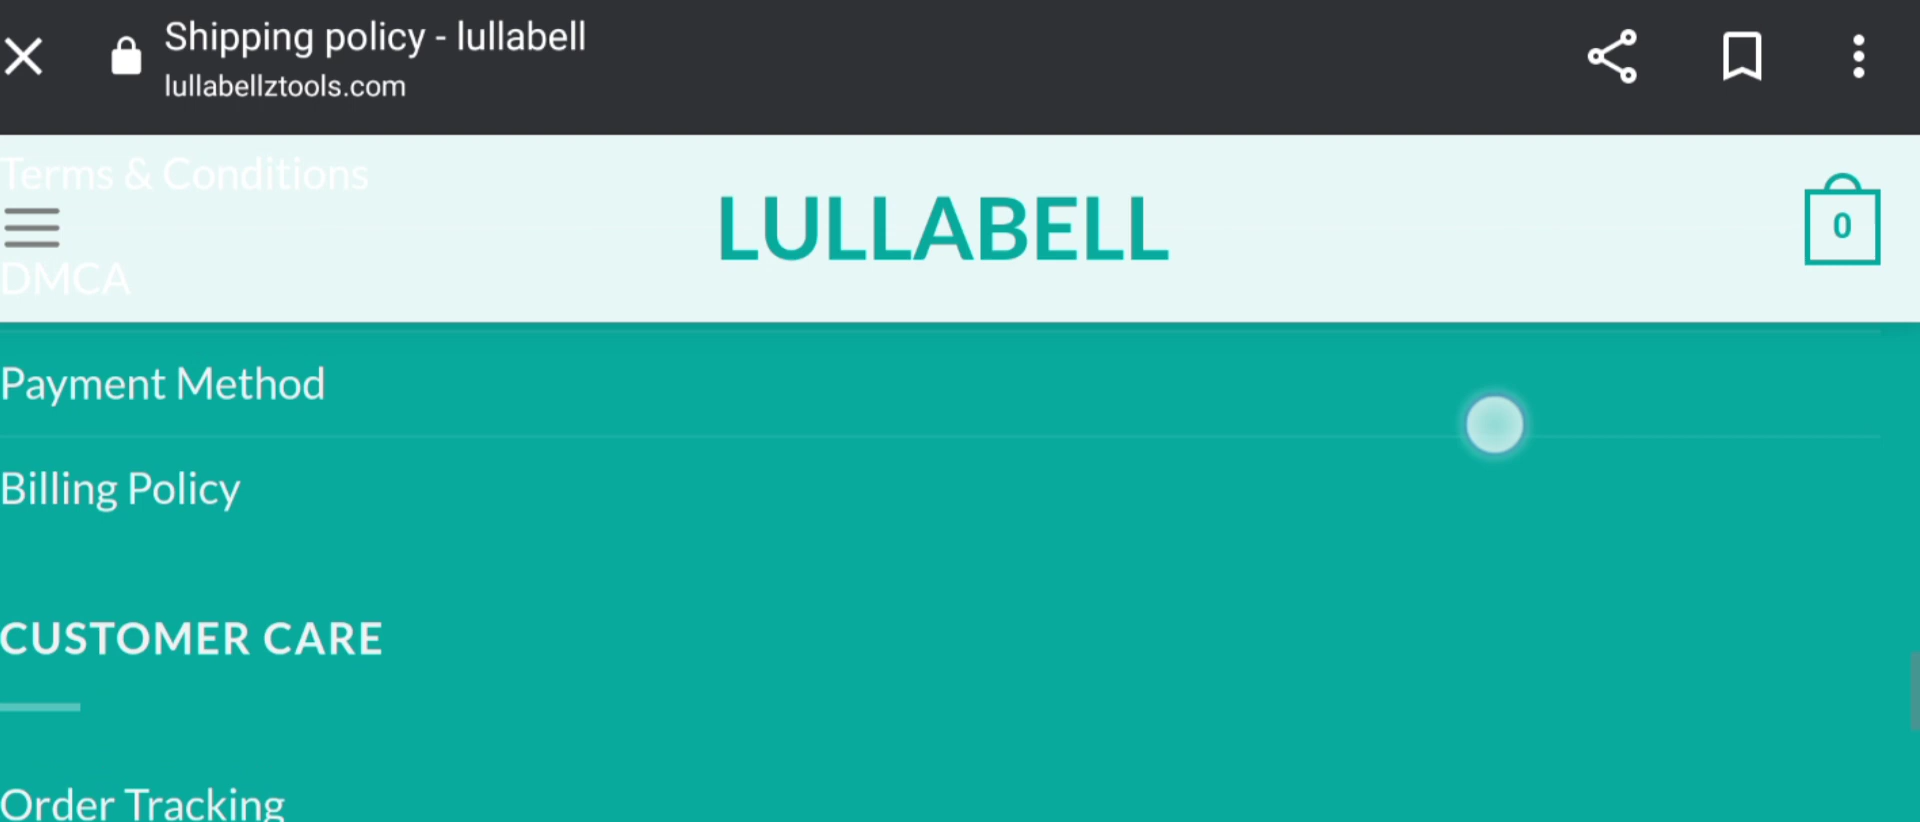 Shipping policy - lullabell
lullabellztools.com
Terms & Conditions
LULLABELL
0
DMCA
Payment Method
Billing Policy
CUSTOMER CARE
Order Tracking